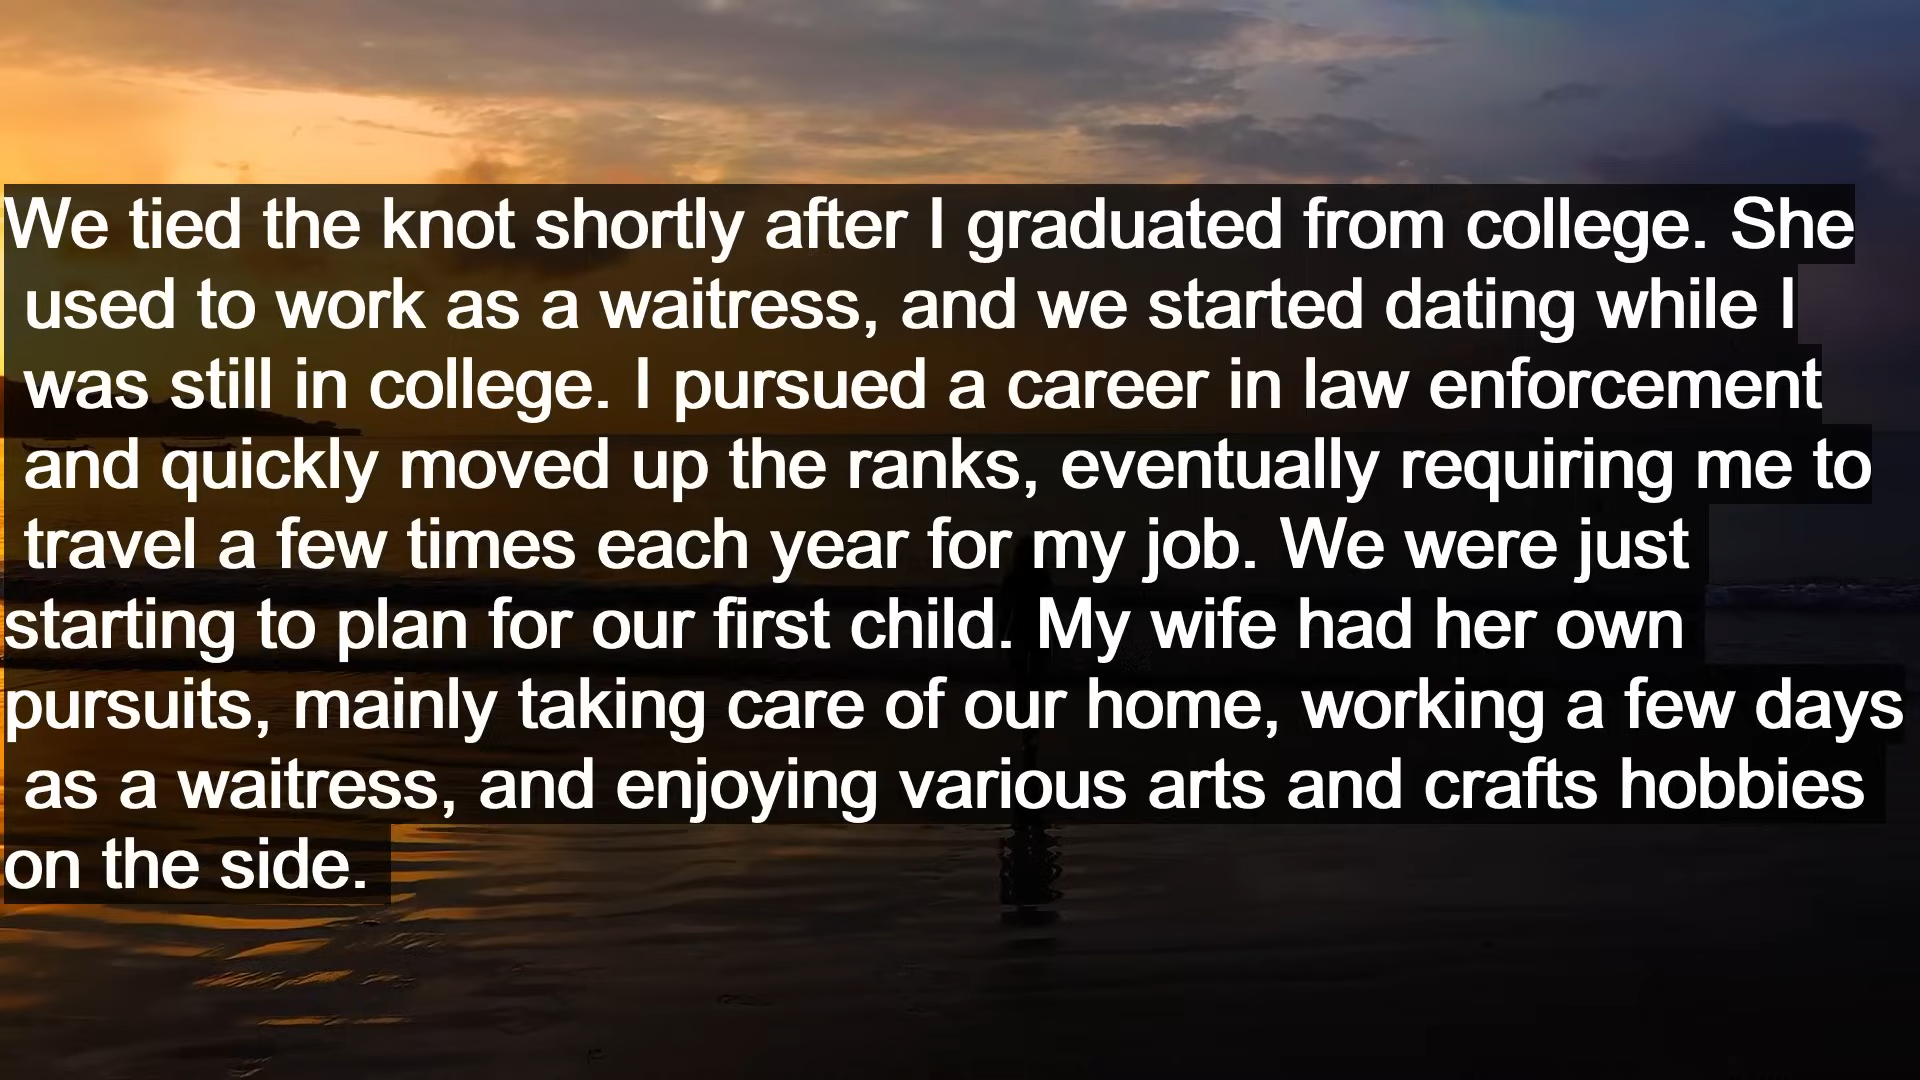 We tied the knot shortly after I graduated from college. She
used to work as a waitress, and we started dating while I
was still in college. I pursued a career in law enforcement
and quickly moved up the ranks, eventually requiring me to
travel a few times each year for my job. We were just
starting to plan for our first child. My wife had her own
pursuits, mainly taking care of our home, working a few days
as a waitress, and enjoying various arts and crafts hobbies
on the side.